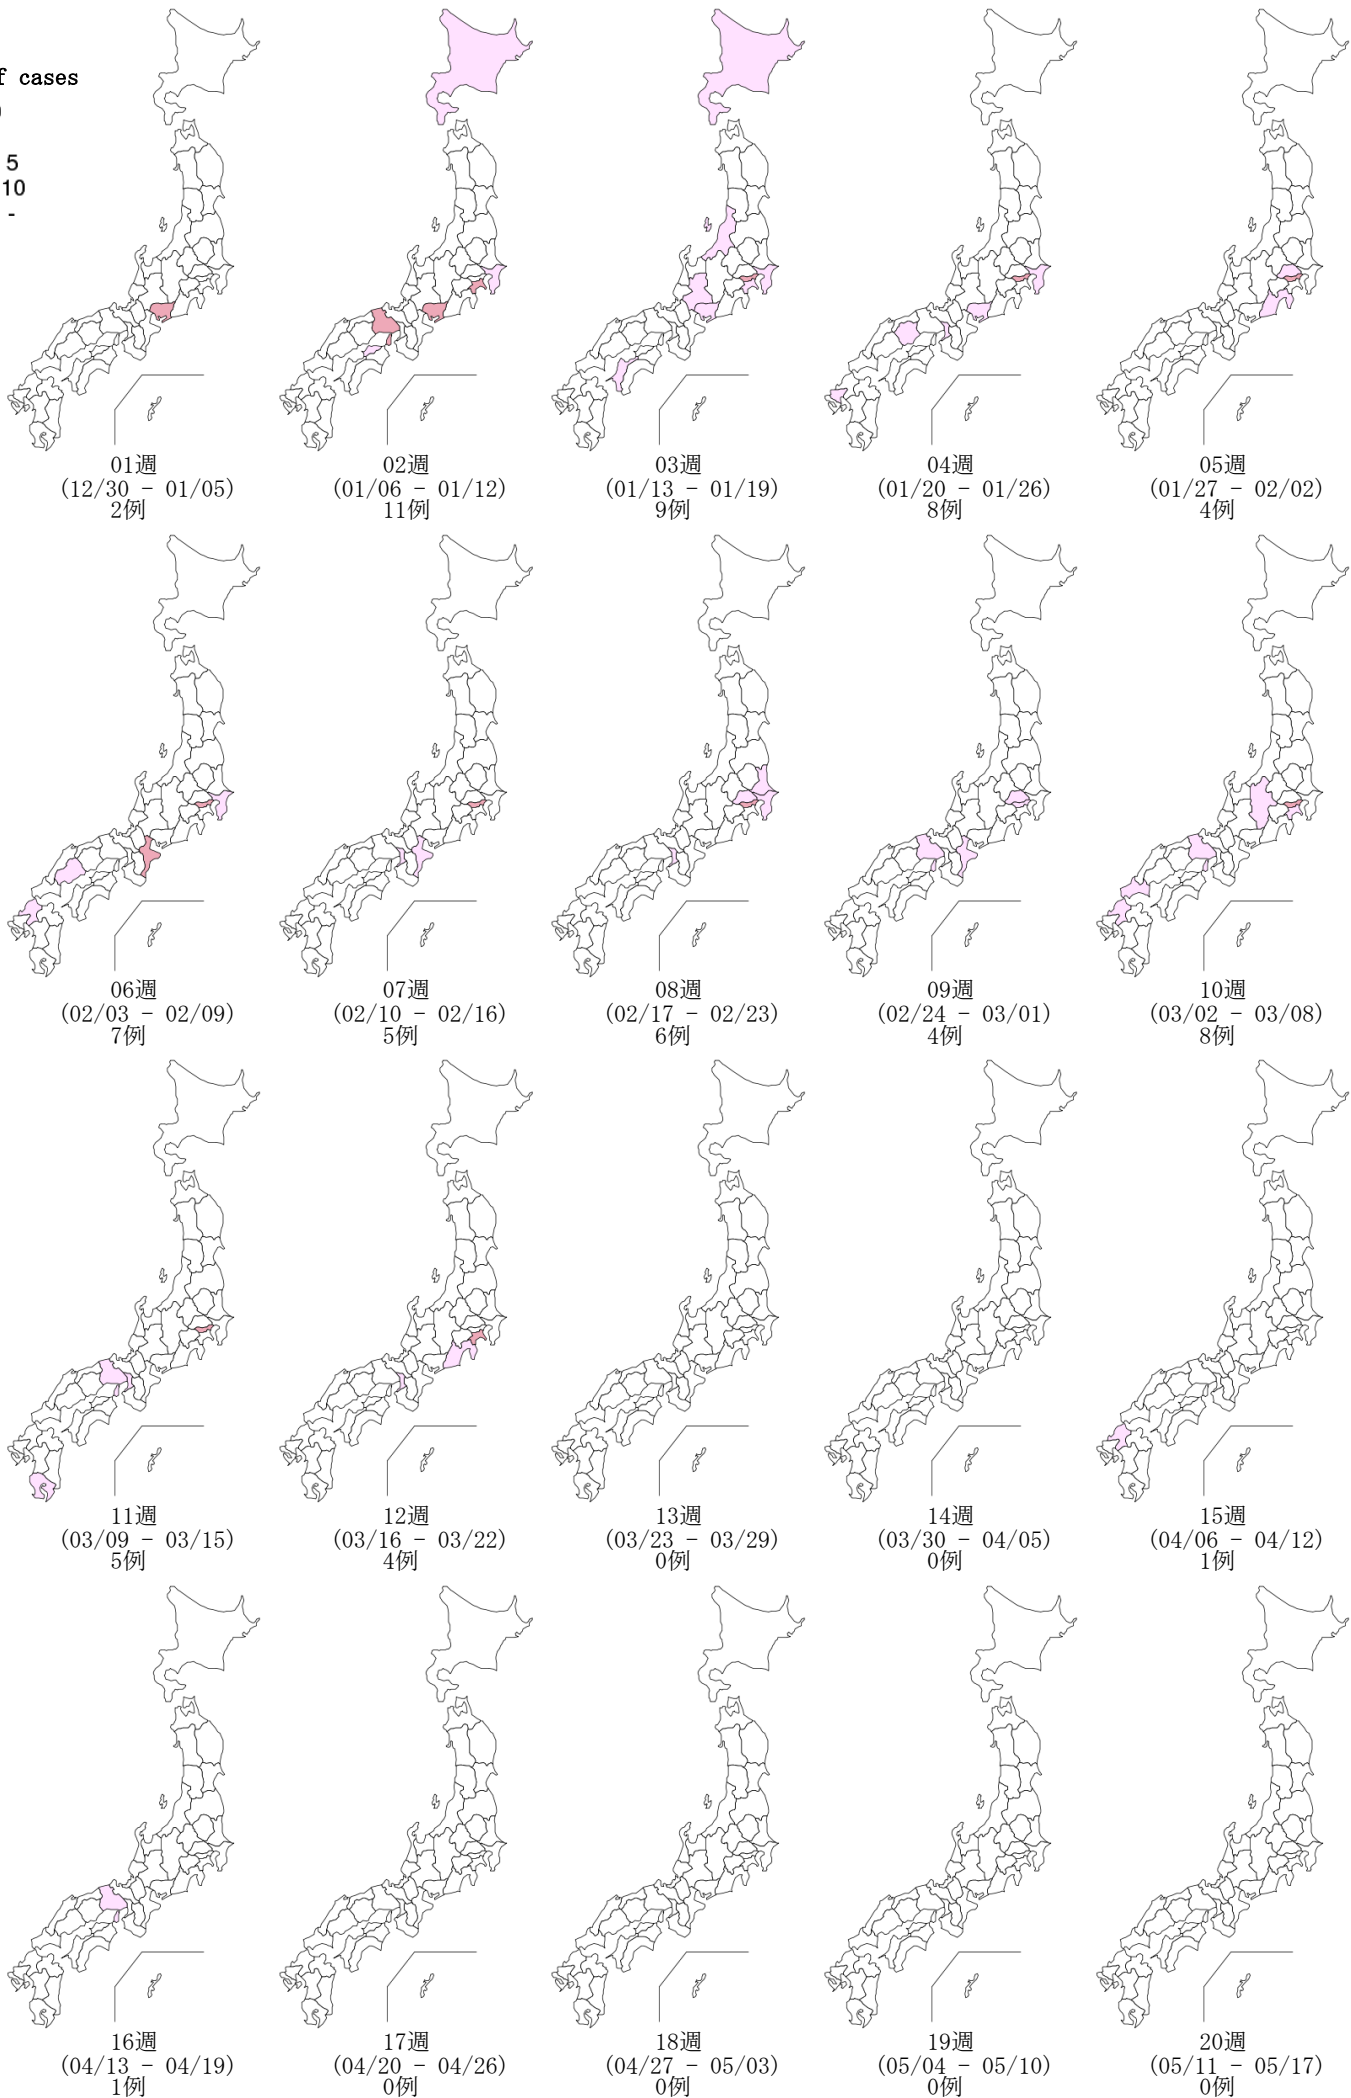 f cases
5
10
-
01週
(12/30 - 01/05)
2例
02週
(01/06 - 01/12)
11例
03週
(01/13 - 01/19)
9例
04週
(01/20 - 01/26)
8例
05週
(01/27 - 02/02)
4例
06週
(02/03 - 02/09)
7例
07週
(02/10 - 02/16)
5例
08週
(02/17 - 02/23)
6例
09週
(02/24 - 03/01)
4例
10週
(03/02 - 03/08)
8例
11週
(03/09 - 03/15)
5例
12週
(03/16 - 03/22)
4例
13週
(03/23 - 03/29)
0例
14週
(03/30 - 04/05)
0例
15週
(04/06 - 04/12)
1例
16週
(04/13 - 04/19)
1例
17週
(04/20 - 04/26)
0例
18週
(04/27 - 05/03)
0例
19週
(05/04 - 05/10)
0例
20週
(05/11 - 05/17)
0例